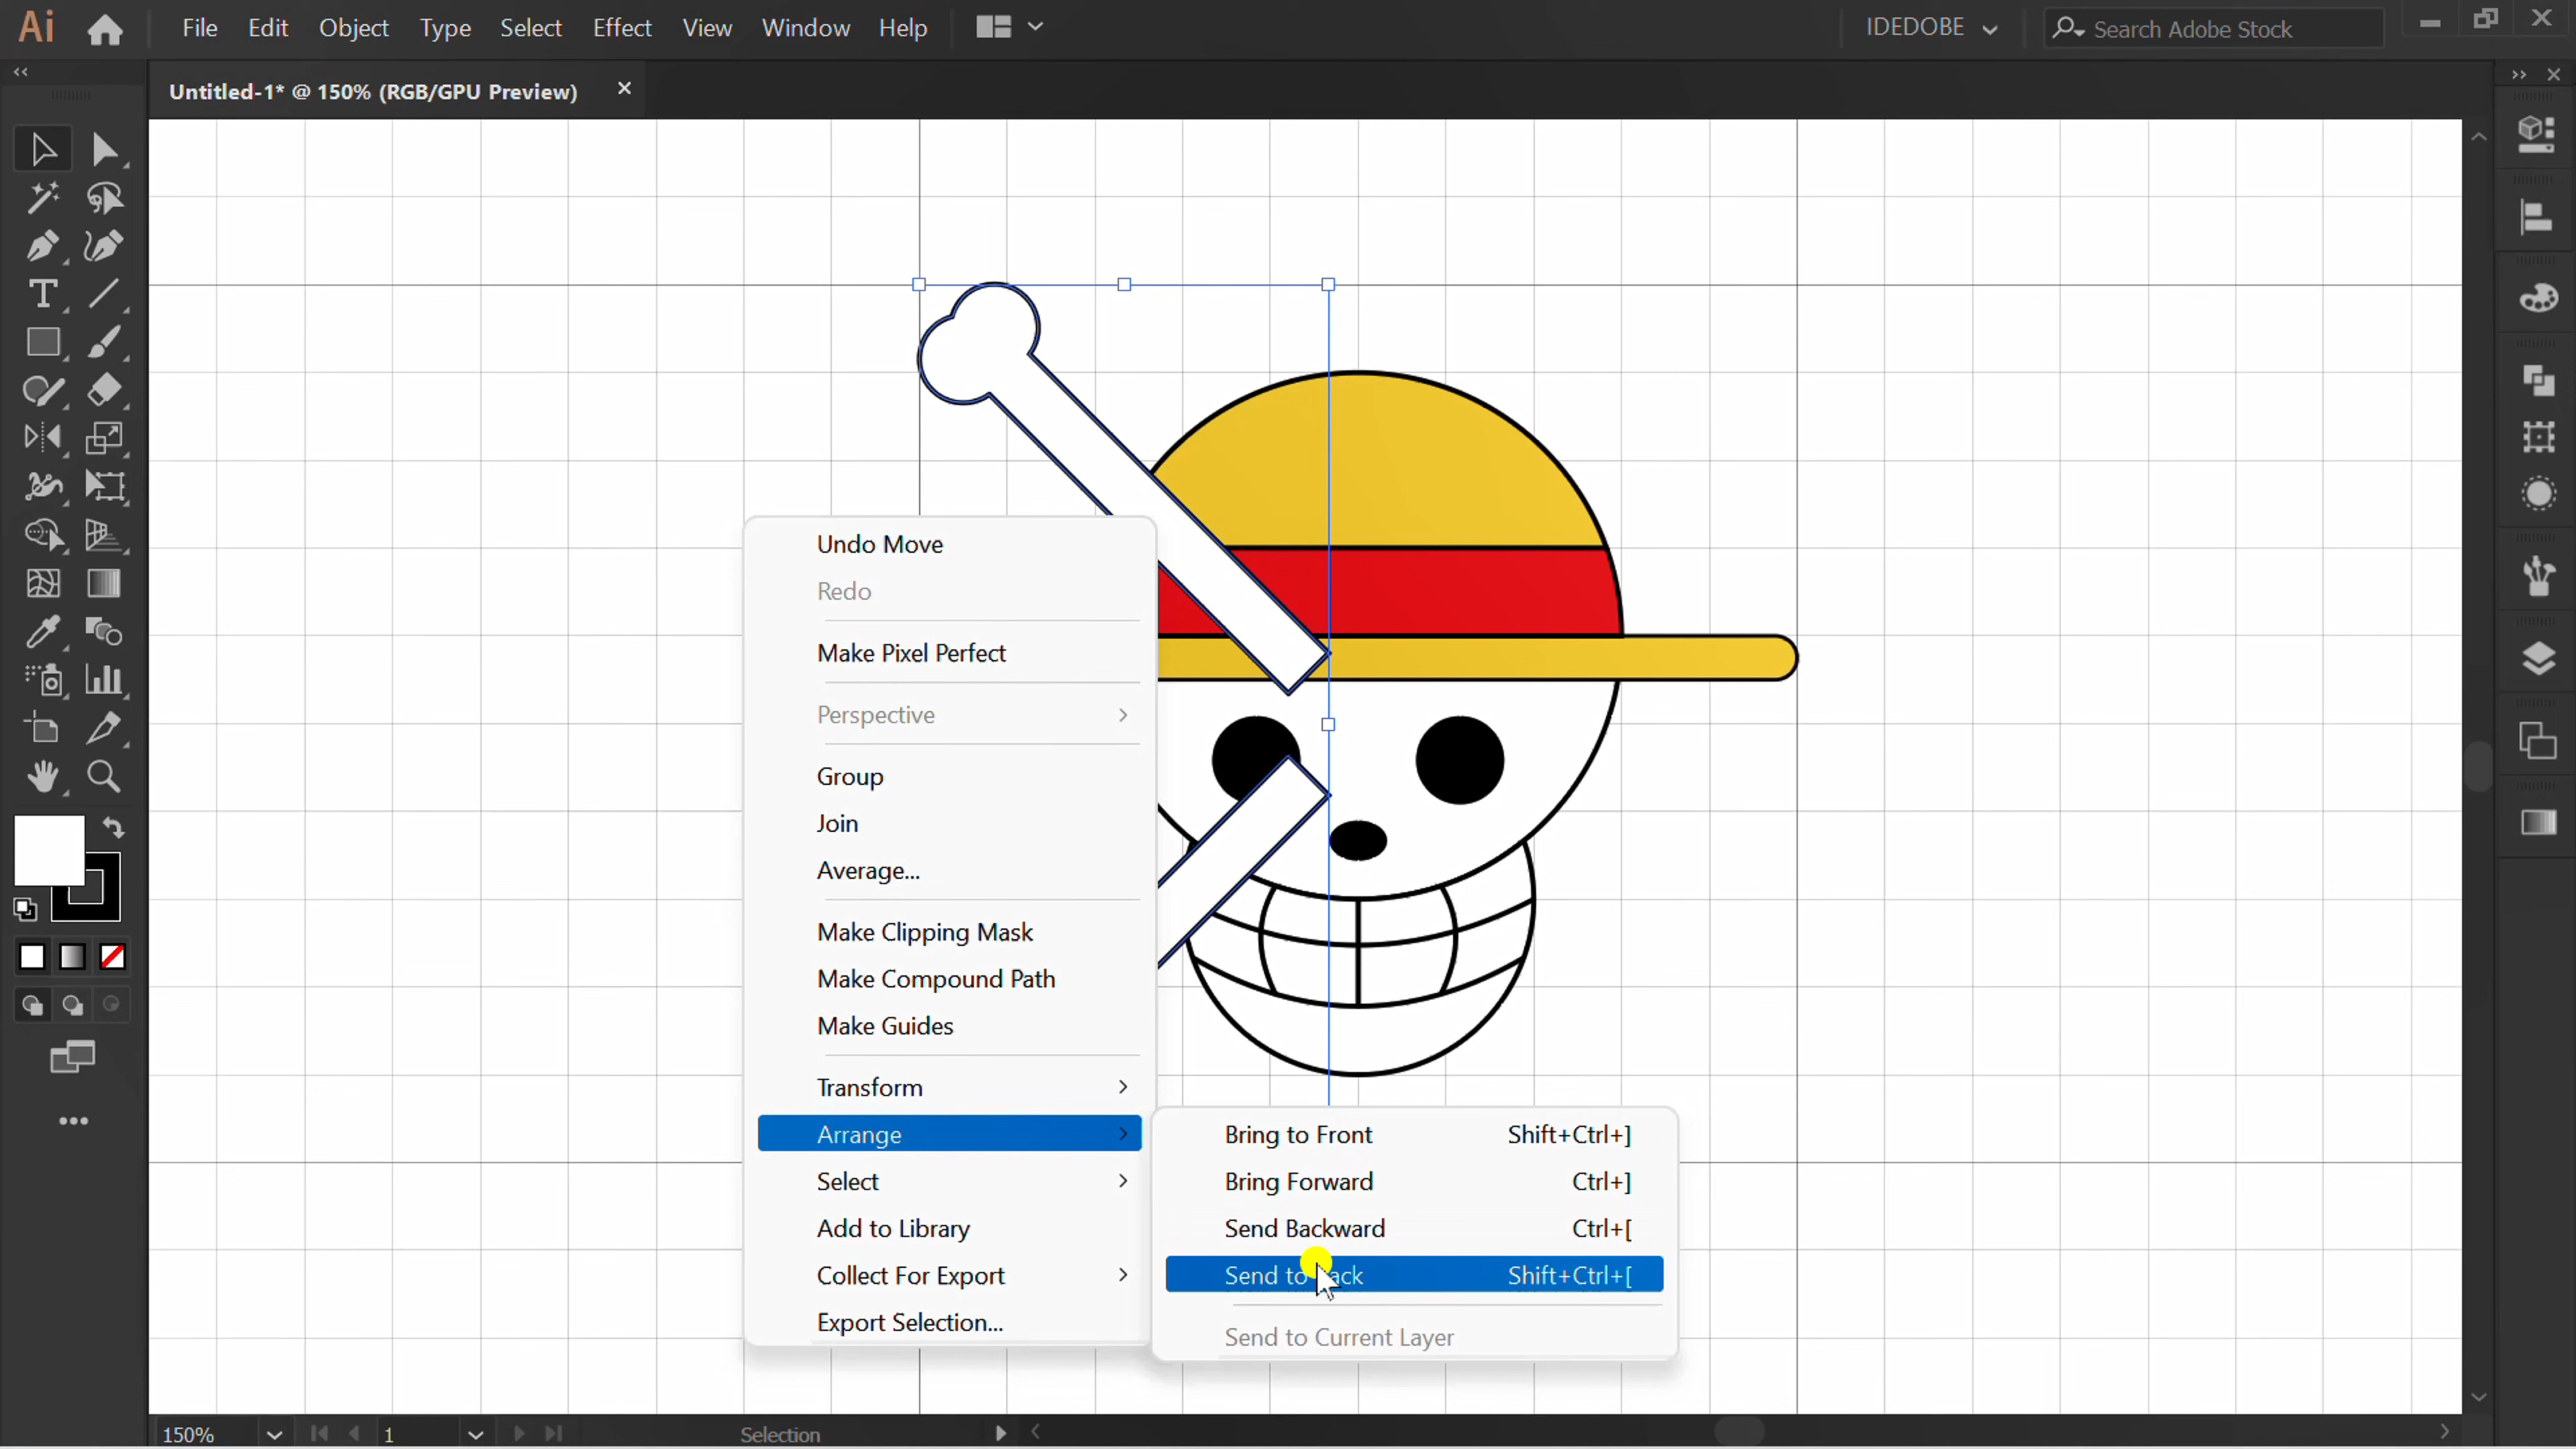 Ai File Edit Object Type Select Effect View Window Help IDEDOBE Search Adobe Stock
Untitled-1* @ 150% (RGB/GPU Preview)
Undo Move
Redo
Make Pixel Perfect
Perspective
Group
Join
Average...
Make Clipping Mask
Make Compound Path
Make Guides
Transform
Arrange
Select
Add to Library
Collect For Export
Export Selection...
Bring to Front Shift+Ctrl+]
Bring Forward Ctrl+]
Send Backward Ctrl+[
Send to Back Shift+Ctrl+[
Send to Current Layer
150% 1 Selection